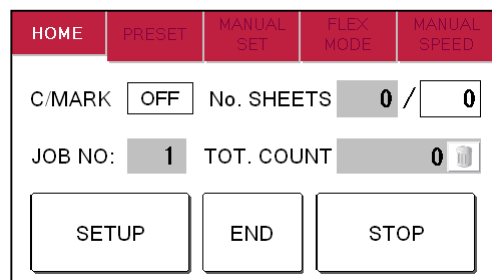 HOME PRESET MANUAL SET FLEX MODE MANUAL SPEED
C/MARK OFF No. SHEETS 0 / 0
JOB NO: 1 TOT. COUNT 0
SETUP END STOP